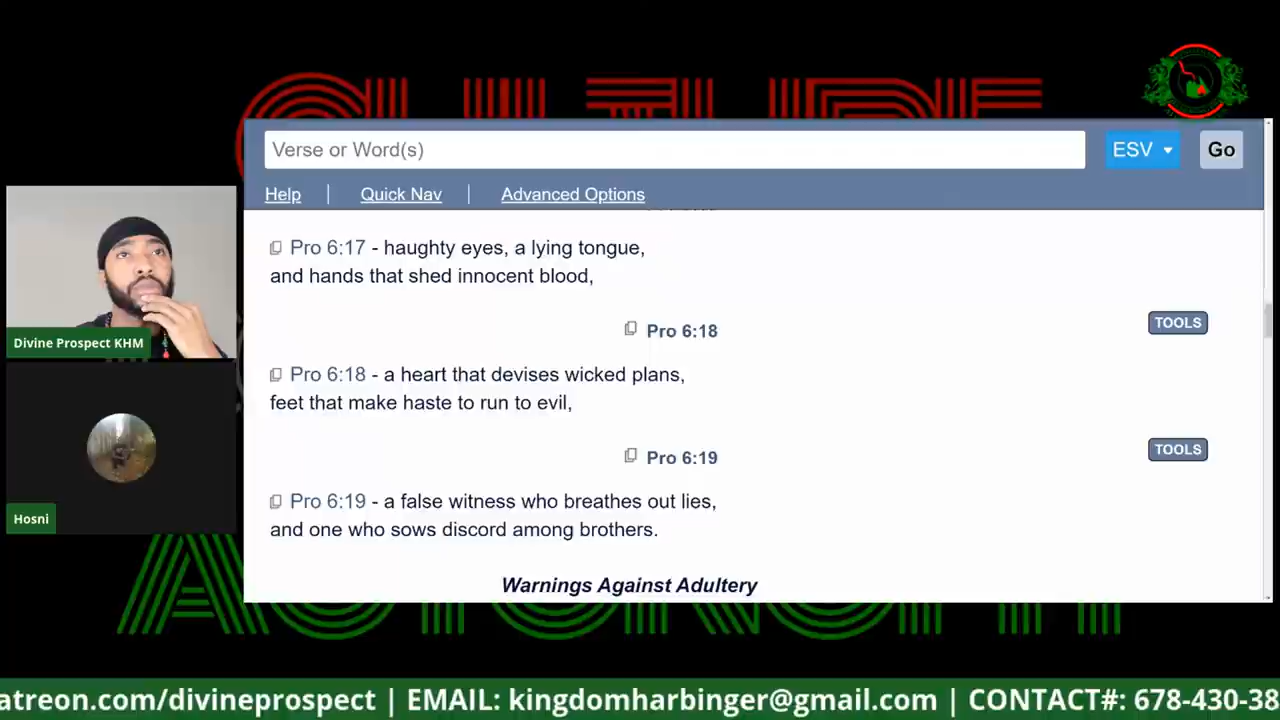 Verse or Word(s)
ESV
Go
Help | Quick Nav | Advanced Options
Pro 6:17 - haughty eyes, a lying tongue,
and hands that shed innocent blood,
Pro 6:18
TOOLS
Pro 6:18 - a heart that devises wicked plans,
feet that make haste to run to evil,
Pro 6:19
TOOLS
Pro 6:19 - a false witness who breathes out lies,
and one who sows discord among brothers.
Warnings Against Adultery
Divine Prospect KHM
Hosni
atreon.com/divineprospect | EMAIL: kingdomharbinger@gmail.com | CONTACT#: 678-430-38